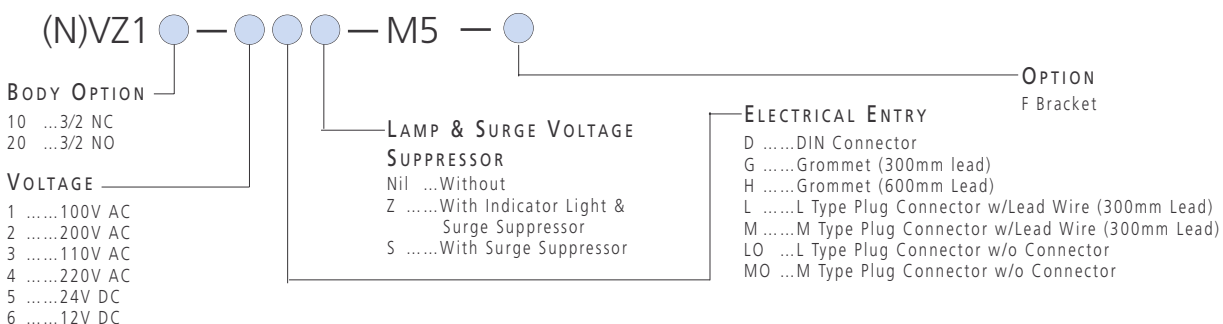 (N)VZ1 — — M5 —
BODY OPTION
10 ...3/2 NC
20 ...3/2 NO
VOLTAGE
1 ......100V AC
2 ......200V AC
3 ......110V AC
4 ......220V AC
5 ......24V DC
6 ......12V DC
LAMP & SURGE VOLTAGE
SUPPRESSOR
Nil ...Without
Z ......With Indicator Light &
Surge Suppressor
S ......With Surge Suppressor
ELECTRICAL ENTRY
D ......DIN Connector
G ......Grommet (300mm lead)
H ......Grommet (600mm Lead)
L ......L Type Plug Connector w/Lead Wire (300mm Lead)
M ......M Type Plug Connector w/Lead Wire (300mm Lead)
LO ...L Type Plug Connector w/o Connector
MO ...M Type Plug Connector w/o Connector
OPTION
F Bracket